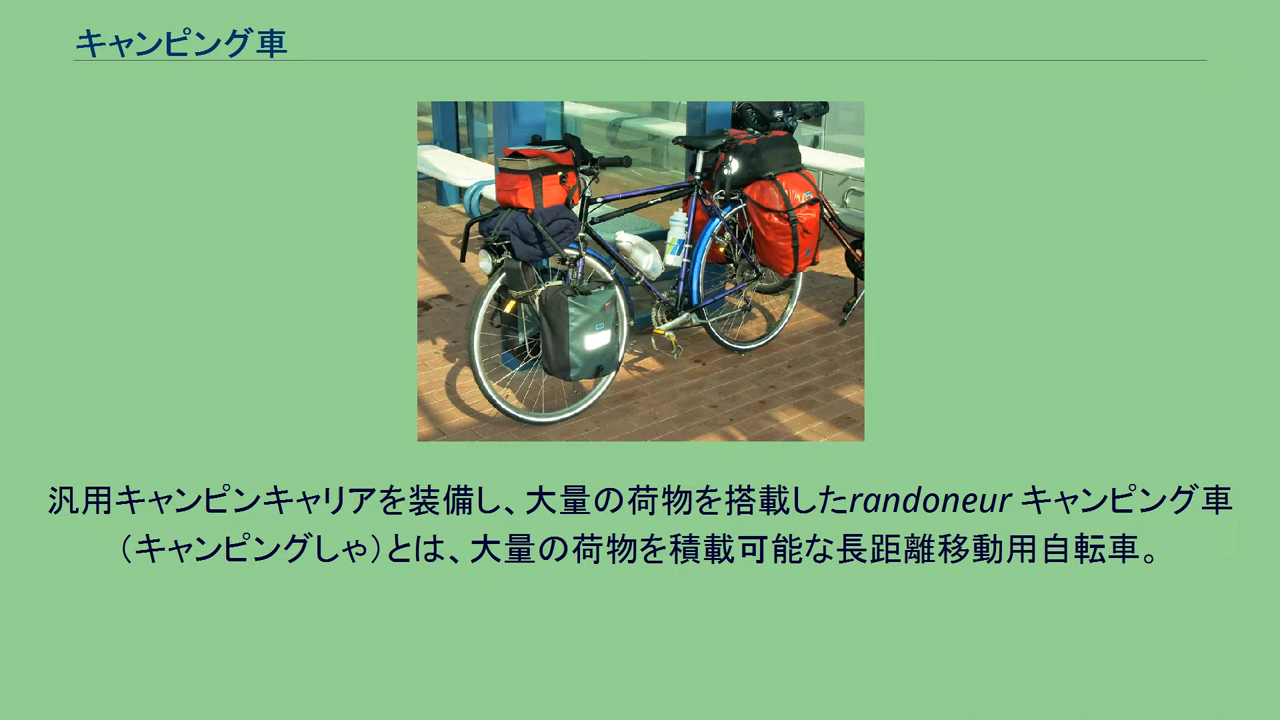 キャンピング車
汎用キャンピンキャリアを装備し、大量の荷物を搭載したrandoneur キャンピング車
（キャンピングしゃ）とは、大量の荷物を積載可能な長距離移動用自転車。